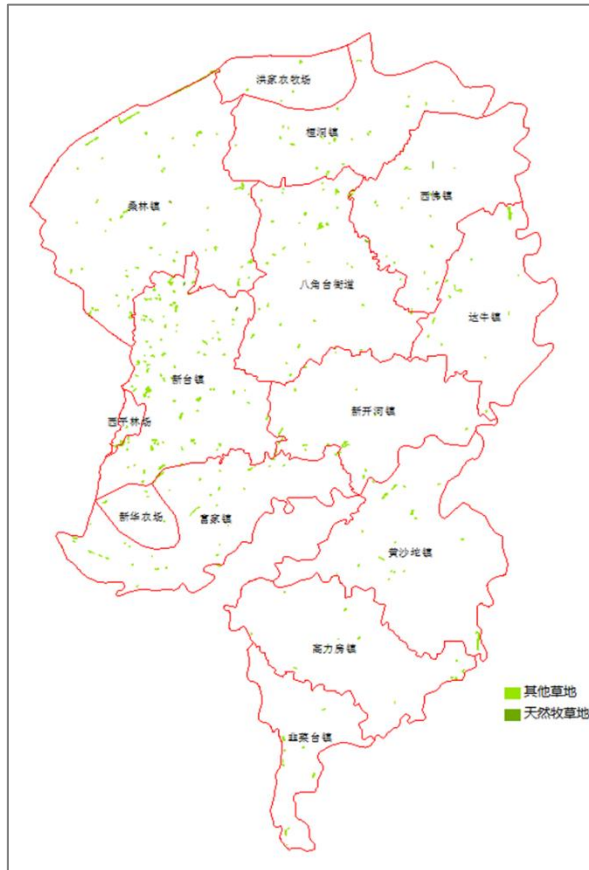 洪家农牧场
桓洞镇
西佛镇
桑林镇
八角台街道
达牛镇
新台镇
新开河镇
西平林场
新华农场
富家镇
黄沙坨镇
高力房镇
其他草地
天然牧草地
韭菜台镇